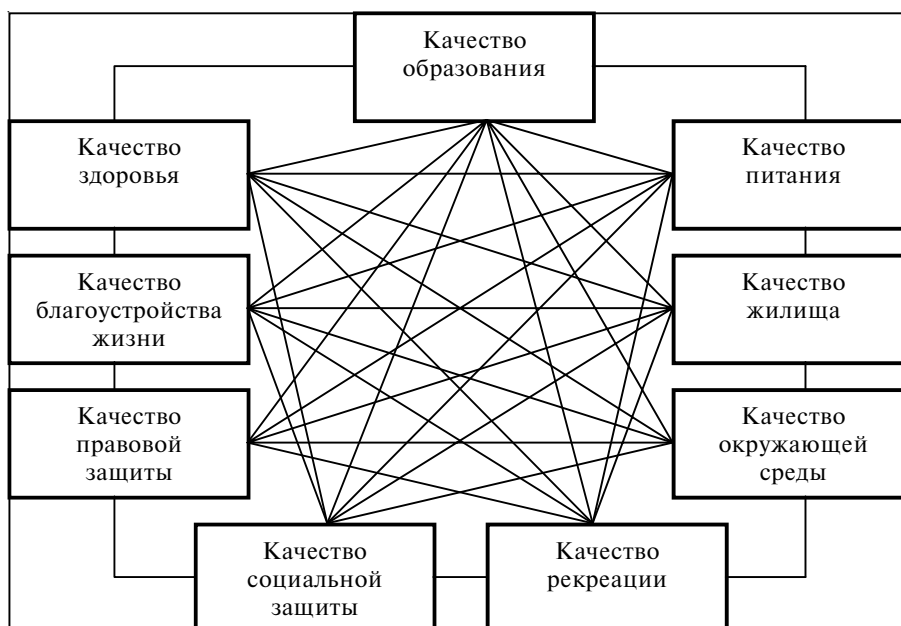 Качество
образования
Качество
здоровья
Качество
питания
Качество
благоустройства
жизни
Качество
жилища
Качество
правовой
защиты
Качество
окружающей
среды
Качество
социальной
защиты
Качество
рекреации